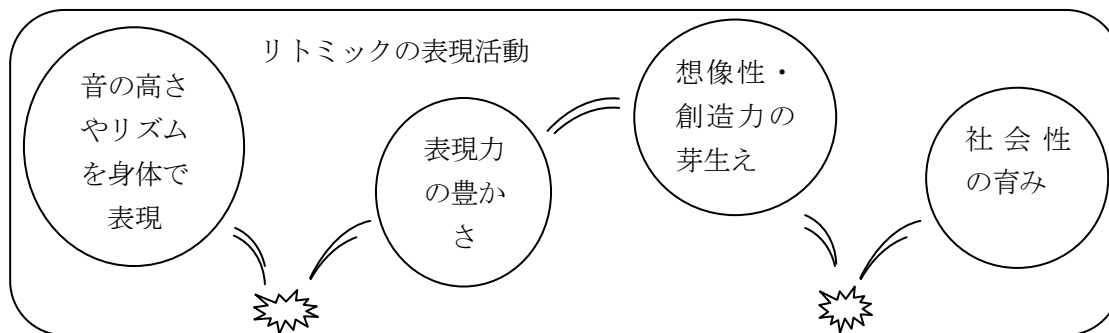 リトミックの表現活動
音の高さ
やリズム
を身体で
表現
表現力
の豊か
さ
想像性・
創造力の
芽生え
社会性
の育み